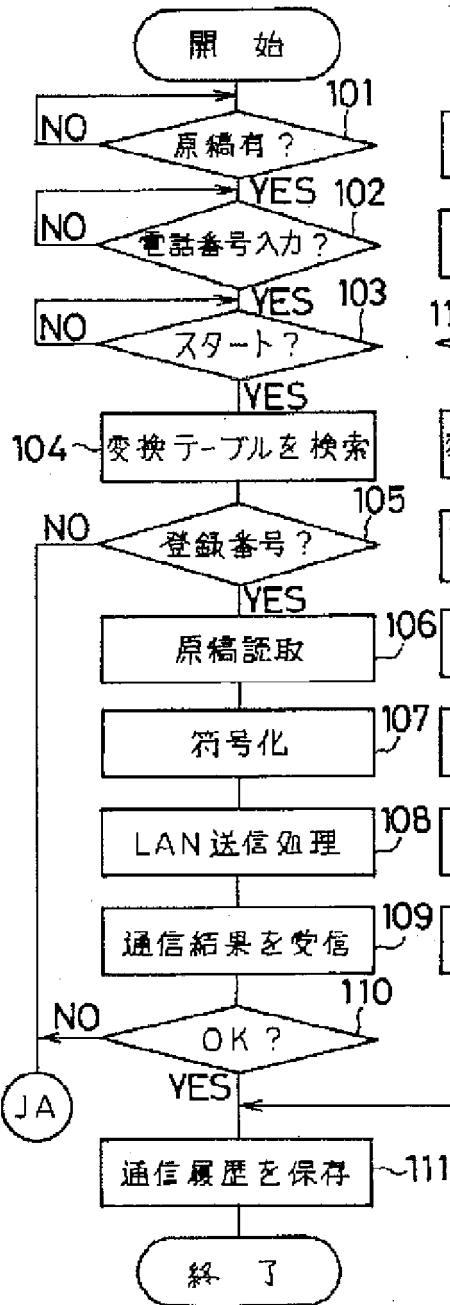 開 始
101
NO
原稿有?
YES
102
NO
電話番号入力?
YES
103
NO
スタート?
11
YES
104
変換テーブルを検索
105
NO
登録番号?
YES
106
原稿読取
107
符号化
108
LAN送信処理
109
通信結果を受信
110
NO
OK?
JA
YES
通信履歴を保存
111
終 了